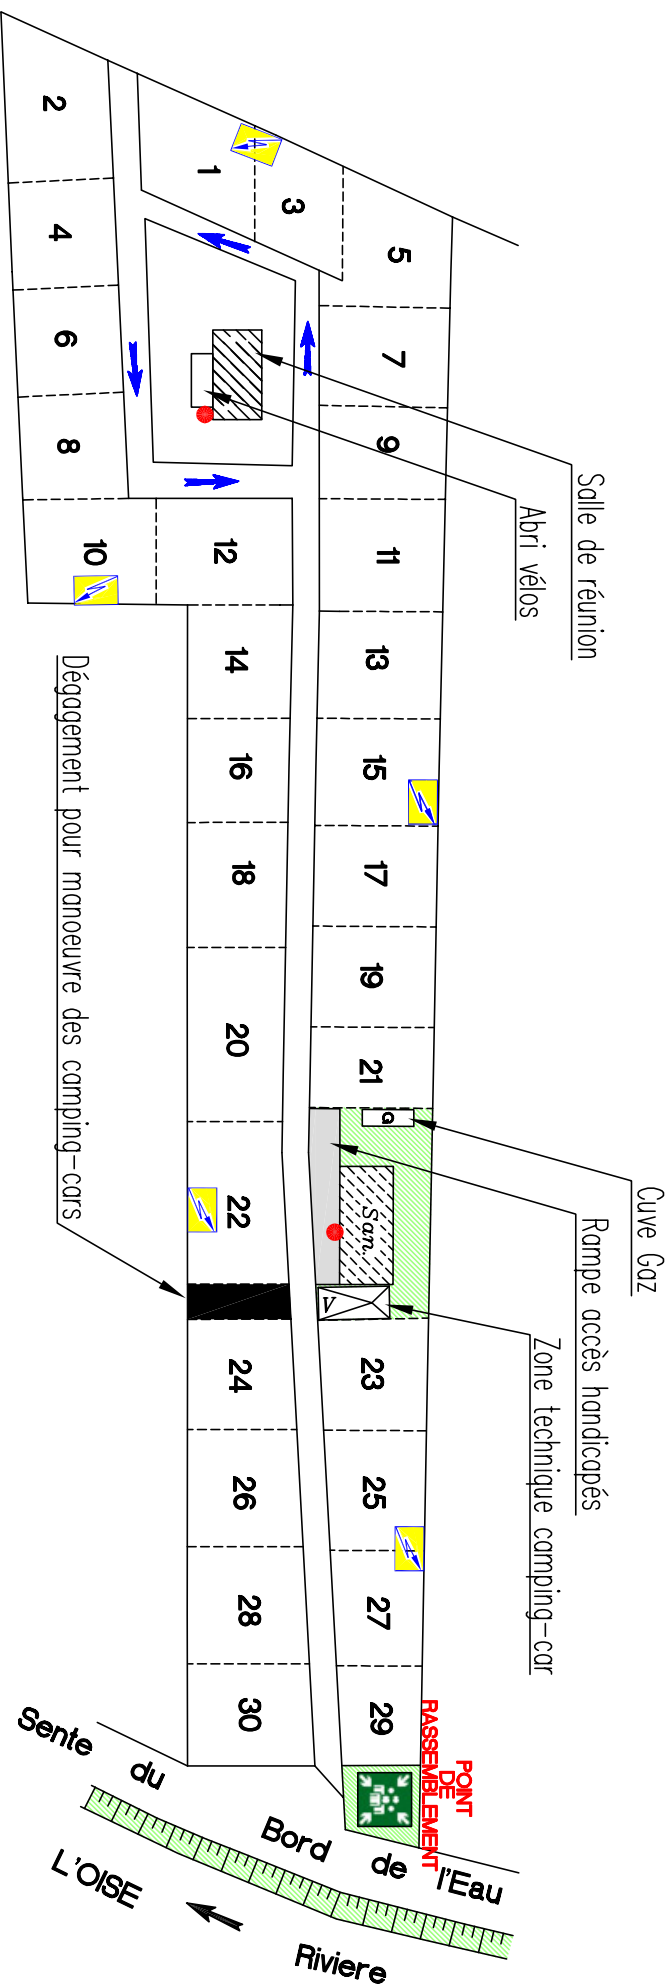 2
4
6
8
10
12
14
16
18
20
22
24
26
28
30
1
3
5
7
9
11
13
15
17
19
21
23
25
27
29
Salle de réunion
Abri vélos
Dégagement pour manoeuvre des camping-cars
Cuve Gaz
Rampe accès handicapés
Zone technique camping-car
G
San.
V
POINT
DE
RASSEMBLEMENT
Sente du Bord de l'Eau
L'OISE
Riviere